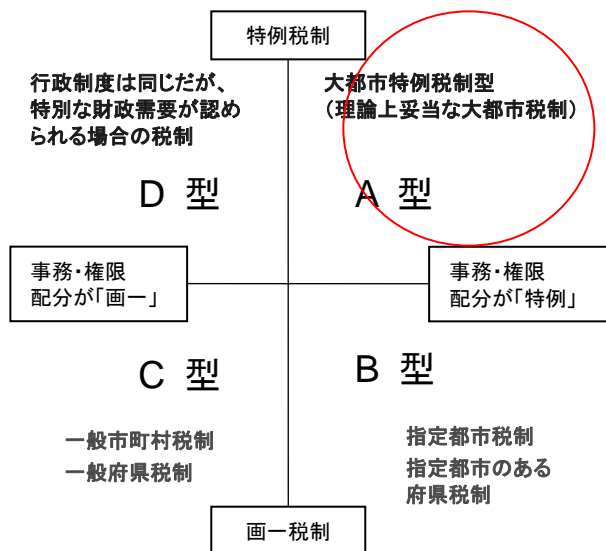 特例税制
行政制度は同じだが、
特別な財政需要が認め
られる場合の税制
大都市特例税制型
（理論上妥当な大都市税制）
D 型
A 型
事務・権限
配分が「画一」
事務・権限
配分が「特例」
C 型
B 型
一般市町村税制
一般府県税制
指定都市税制
指定都市のある
府県税制
画一税制